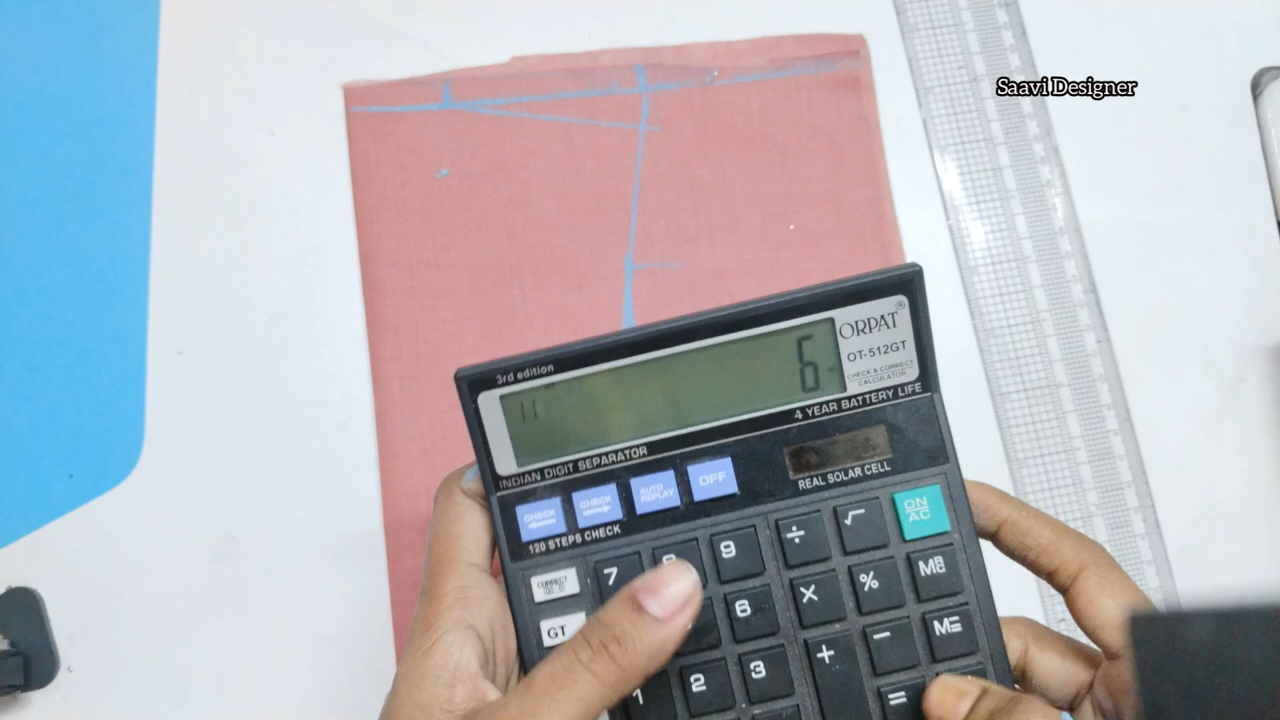 Saavi Designer
ORPAT®
OT-512GT
CHECK & CORRECT
CALCULATOR
3rd edition
11
6.
4 YEAR BATTERY LIFE
INDIAN DIGIT SEPARATOR
REAL SOLAR CELL
CHECK
CHECK
AUTO REPLAY
OFF
120 STEPS CHECK
ON
AC
CORRECT
7
9
÷
√
GT
6
×
%
1
2
3
+
-
=